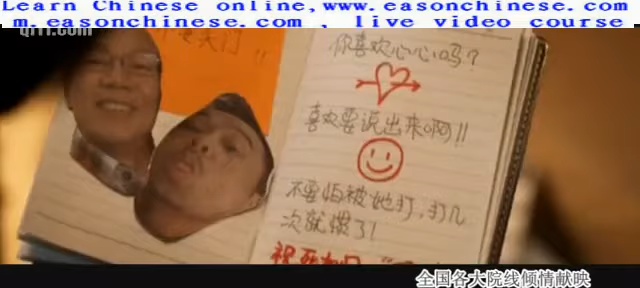 Learn Chinese online,www.easonchinese.com
m.easonchinese.com , live video course
你喜欢心心吗?
喜欢要说出来啊!!
不要怕被她打,打几
次就惯了!
全国各大院线倾情献映